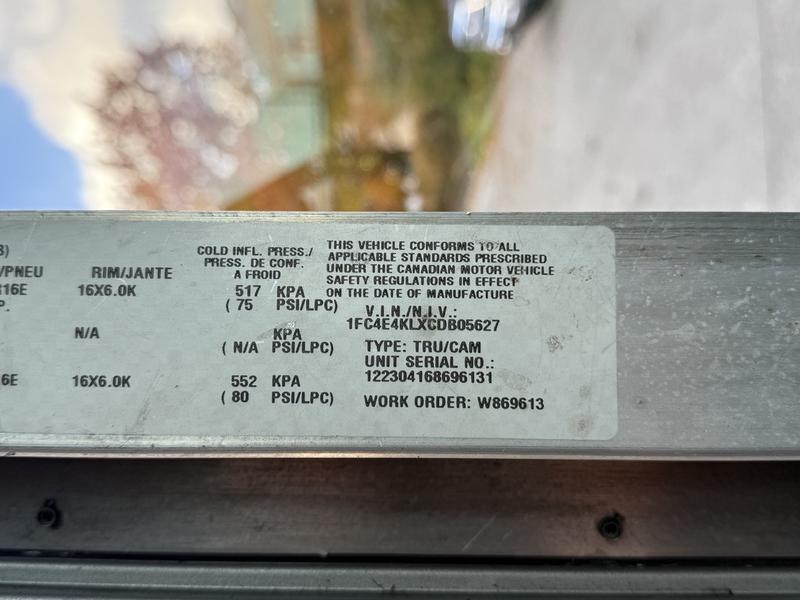 3)
/PNEU RIM/JANTE COLD INFL. PRESS./
PRESS. DE CONF.
A FROID
R16E 16X6.0K 517 KPA
P. ( 75 PSI/LPC)
N/A KPA
( N/A PSI/LPC)
6E 16X6.0K 552 KPA
( 80 PSI/LPC)
THIS VEHICLE CONFORMS TO ALL
APPLICABLE STANDARDS PRESCRIBED
UNDER THE CANADIAN MOTOR VEHICLE
SAFETY REGULATIONS IN EFFECT
ON THE DATE OF MANUFACTURE
V.I.N./N.I.V.:
1FC4E4KLXCDB05627
TYPE: TRU/CAM
UNIT SERIAL NO.:
122304168696131
WORK ORDER: W869613